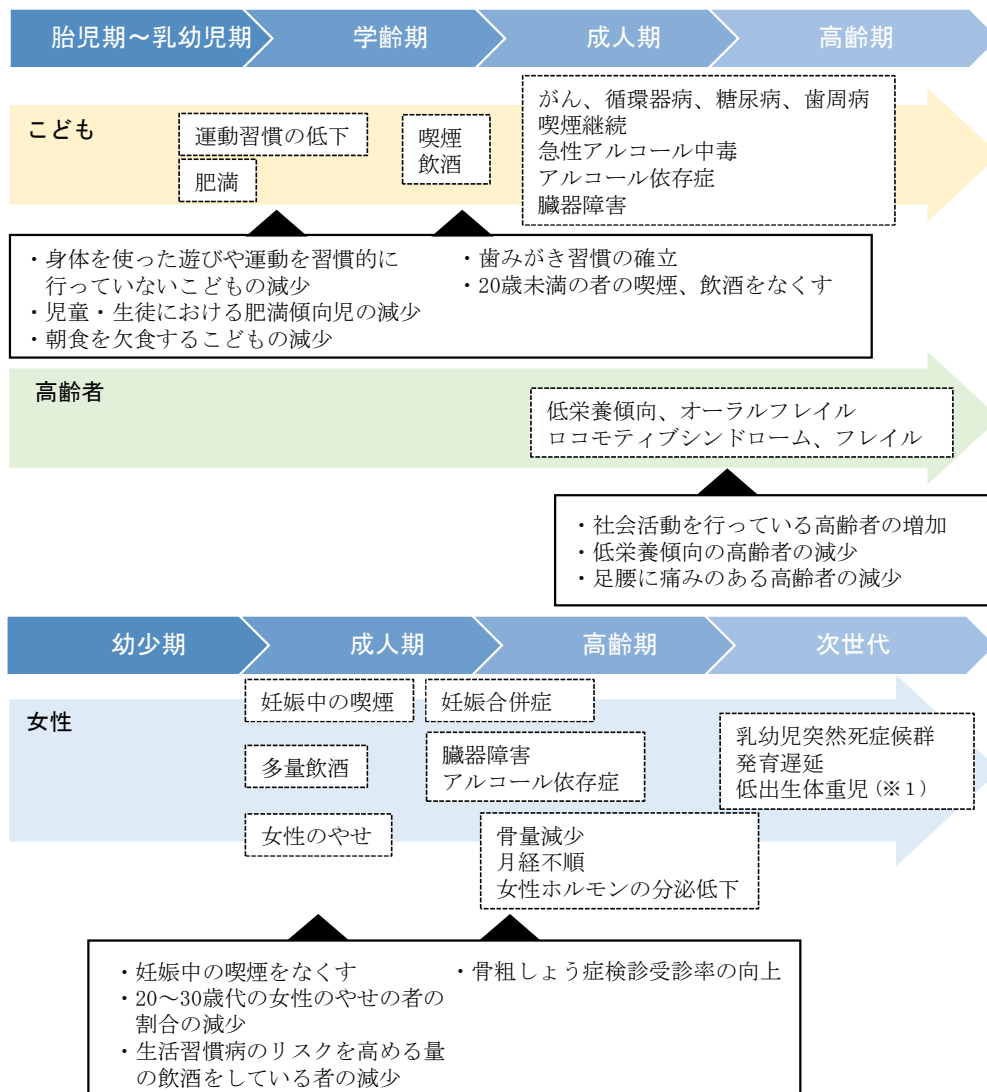 胎児期～乳幼児期
学齢期
成人期
高齢期
こども
運動習慣の低下
肥満
喫煙
飲酒
がん、循環器病、糖尿病、歯周病
喫煙継続
急性アルコール中毒
アルコール依存症
臓器障害
・身体を使った遊びや運動を習慣的に
行っていないこどもの減少
・児童・生徒における肥満傾向児の減少
・朝食を欠食するこどもの減少
・歯みがき習慣の確立
・20歳未満の者の喫煙、飲酒をなくす
高齢者
低栄養傾向、オーラルフレイル
ロコモティブシンドローム、フレイル
・社会活動を行っている高齢者の増加
・低栄養傾向の高齢者の減少
・足腰に痛みのある高齢者の減少
幼少期
成人期
高齢期
次世代
女性
妊娠中の喫煙
多量飲酒
女性のやせ
妊娠合併症
臓器障害
アルコール依存症
骨量減少
月経不順
女性ホルモンの分泌低下
乳幼児突然死症候群
発育遅延
低出生体重児(※1)
・妊娠中の喫煙をなくす
・20～30歳代の女性のやせの者の
割合の減少
・生活習慣病のリスクを高める量
の飲酒をしている者の減少
・骨粗しょう症検診受診率の向上